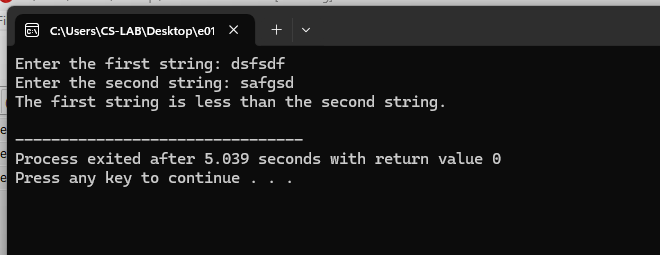 C:\Users\CS-LAB\Desktop\e01
Enter the first string: dsfsdf
Enter the second string: safgsd
The first string is less than the second string.
--------------------------------
Process exited after 5.039 seconds with return value 0
Press any key to continue . . .